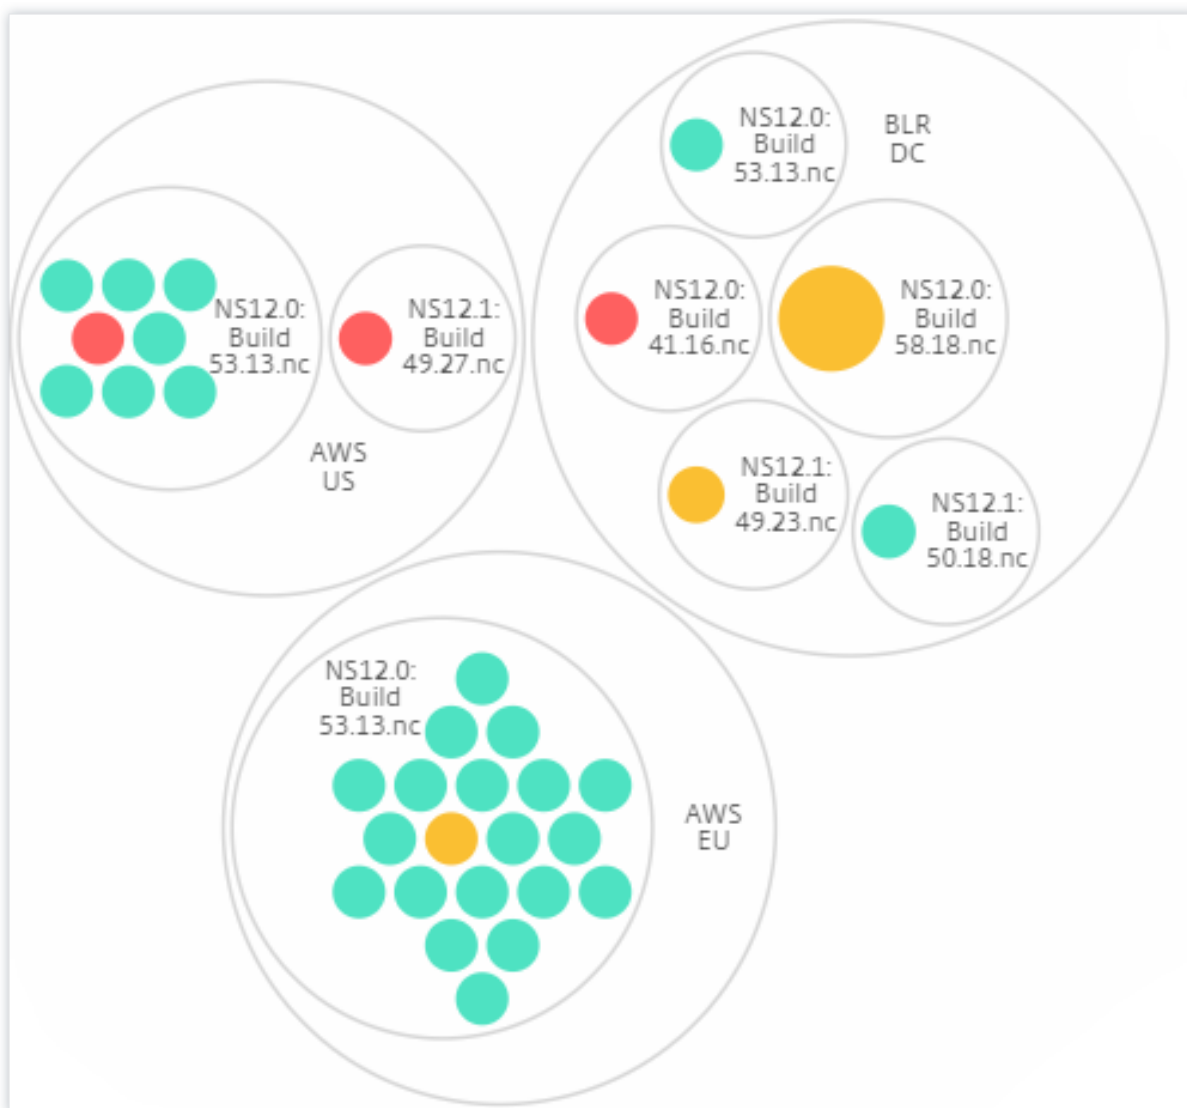 NS12.0:
Build
53.13.nc
NS12.1:
Build
49.27.nc
AWS
US
NS12.0:
Build
53.13.nc
BLR
DC
NS12.0:
Build
41.16.nc
NS12.0:
Build
58.18.nc
NS12.1:
Build
49.23.nc
NS12.1:
Build
50.18.nc
NS12.0:
Build
53.13.nc
AWS
EU